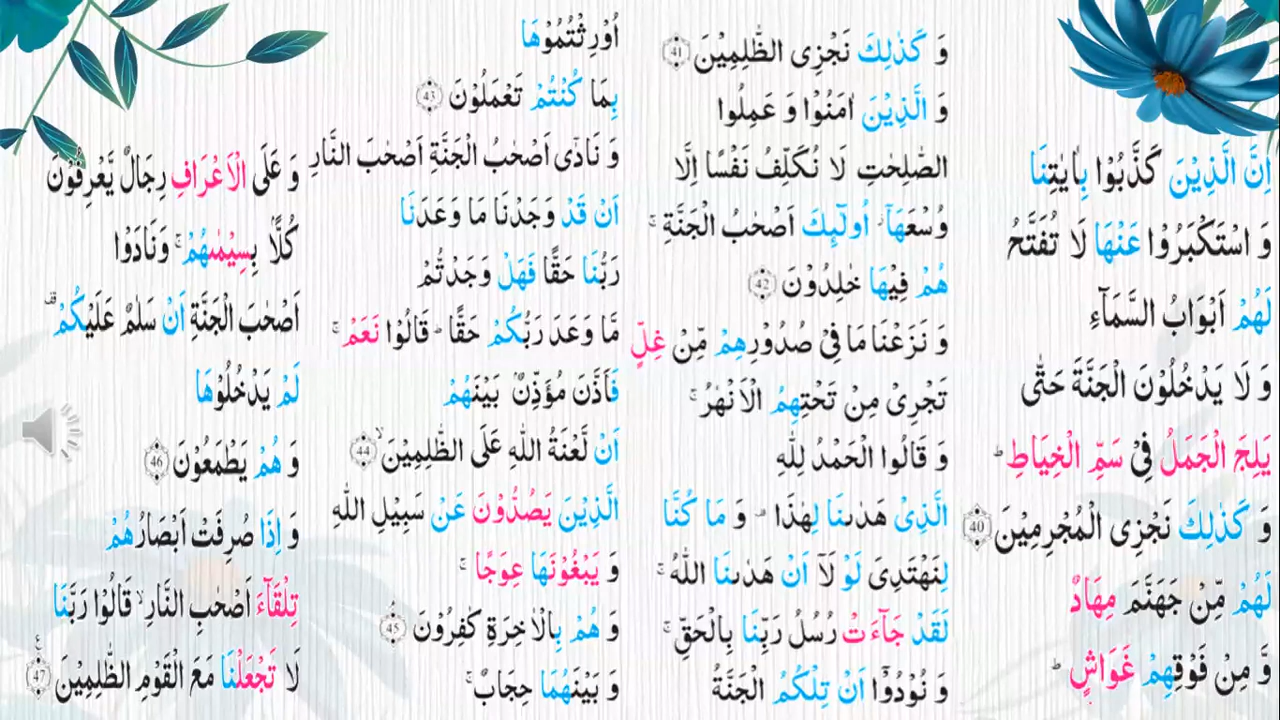 اِنَّ الَّذِيْنَ كَذَّبُوْا بِاٰيٰتِنَا
وَ اسْتَكْبَرُوْا عَنْهَا لَا تُفَتَّحُ
لَهُمْ اَبْوَابُ السَّمَآءِ
وَ لَا يَدْخُلُوْنَ الْجَنَّةَ حَتّٰى
يَلِجَ الْجَمَلُ فِىْ سَمِّ الْخِيَاطِ ؕ
وَ كَذٰلِكَ نَجْزِى الْمُجْرِمِيْنَ 40
لَهُمْ مِّنْ جَهَنَّمَ مِهَادٌ
وَّ مِنْ فَوْقِهِمْ غَوَاشٍ ؕ
وَ كَذٰلِكَ نَجْزِى الظّٰلِمِيْنَ 41
وَ الَّذِيْنَ اٰمَنُوْا وَ عَمِلُوا
الصّٰلِحٰتِ لَا نُكَلِّفُ نَفْسًا اِلَّا
وُسْعَهَآ ؗ اُولٰٓئِكَ اَصْحٰبُ الْجَنَّةِ ۚ
هُمْ فِيْهَا خٰلِدُوْنَ 42
وَ نَزَعْنَا مَا فِىْ صُدُوْرِهِمْ مِّنْ غِلٍّ
تَجْرِىْ مِنْ تَحْتِهِمُ الْاَنْهٰرُ ۚ
وَ قَالُوا الْحَمْدُ لِلّٰهِ
الَّذِىْ هَدٰىنَا لِهٰذَا ۟ وَ مَا كُنَّا
لِنَهْتَدِىَ لَوْ لَاۤ اَنْ هَدٰىنَا اللّٰهُ ۚ
لَقَدْ جَآءَتْ رُسُلُ رَبِّنَا بِالْحَقِّ ؕ
وَ نُوْدُوْۤا اَنْ تِلْكُمُ الْجَنَّةُ
اُوْرِثْتُمُوْهَا
بِمَا كُنْتُمْ تَعْمَلُوْنَ 43
وَ نَادٰٓى اَصْحٰبُ الْجَنَّةِ اَصْحٰبَ النَّارِ
اَنْ قَدْ وَجَدْنَا مَا وَعَدَنَا
رَبُّنَا حَقًّا فَهَلْ وَجَدْتُّمْ
مَّا وَعَدَ رَبُّكُمْ حَقًّا ؕ قَالُوْا نَعَمْ ۚ
فَاَذَّنَ مُؤَذِّنٌۢ بَيْنَهُمْ
اَنْ لَّعْنَةُ اللّٰهِ عَلَى الظّٰلِمِيْنَ ۙ 44
الَّذِيْنَ يَصُدُّوْنَ عَنْ سَبِيْلِ اللّٰهِ
وَ يَبْغُوْنَهَا عِوَجًا ۚ
وَ هُمْ بِالْاٰخِرَةِ كٰفِرُوْنَ 45
وَ بَيْنَهُمَا حِجَابٌ ۚ
وَ عَلَى الْاَعْرَافِ رِجَالٌ يَّعْرِفُوْنَ
كُلًّاۢ بِسِيْمٰىهُمْ ۚ وَنَادَوْا
اَصْحٰبَ الْجَنَّةِ اَنْ سَلٰمٌ عَلَيْكُمْ ۟
لَمْ يَدْخُلُوْهَا
وَ هُمْ يَطْمَعُوْنَ 46
وَ اِذَا صُرِفَتْ اَبْصَارُهُمْ
تِلْقَآءَ اَصْحٰبِ النَّارِ ۙ قَالُوْا رَبَّنَا
لَا تَجْعَلْنَا مَعَ الْقَوْمِ الظّٰلِمِيْنَ 47